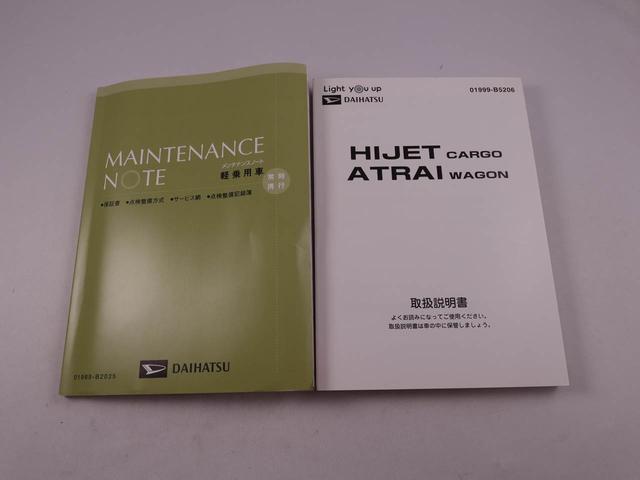 MAINTENANCE
NOTE
メンテナンスノート
軽乗用車
常時
携行
●保証書 ●点検整備方式 ●サービス網 ●点検整備記録簿
DAIHATSU
01999-B2025
Light you up
DAIHATSU
01999-B5206
HIJET CARGO
ATRAI WAGON
取扱説明書
よくお読みになってご使用ください。
取扱説明書は車の中に保管しましょう。